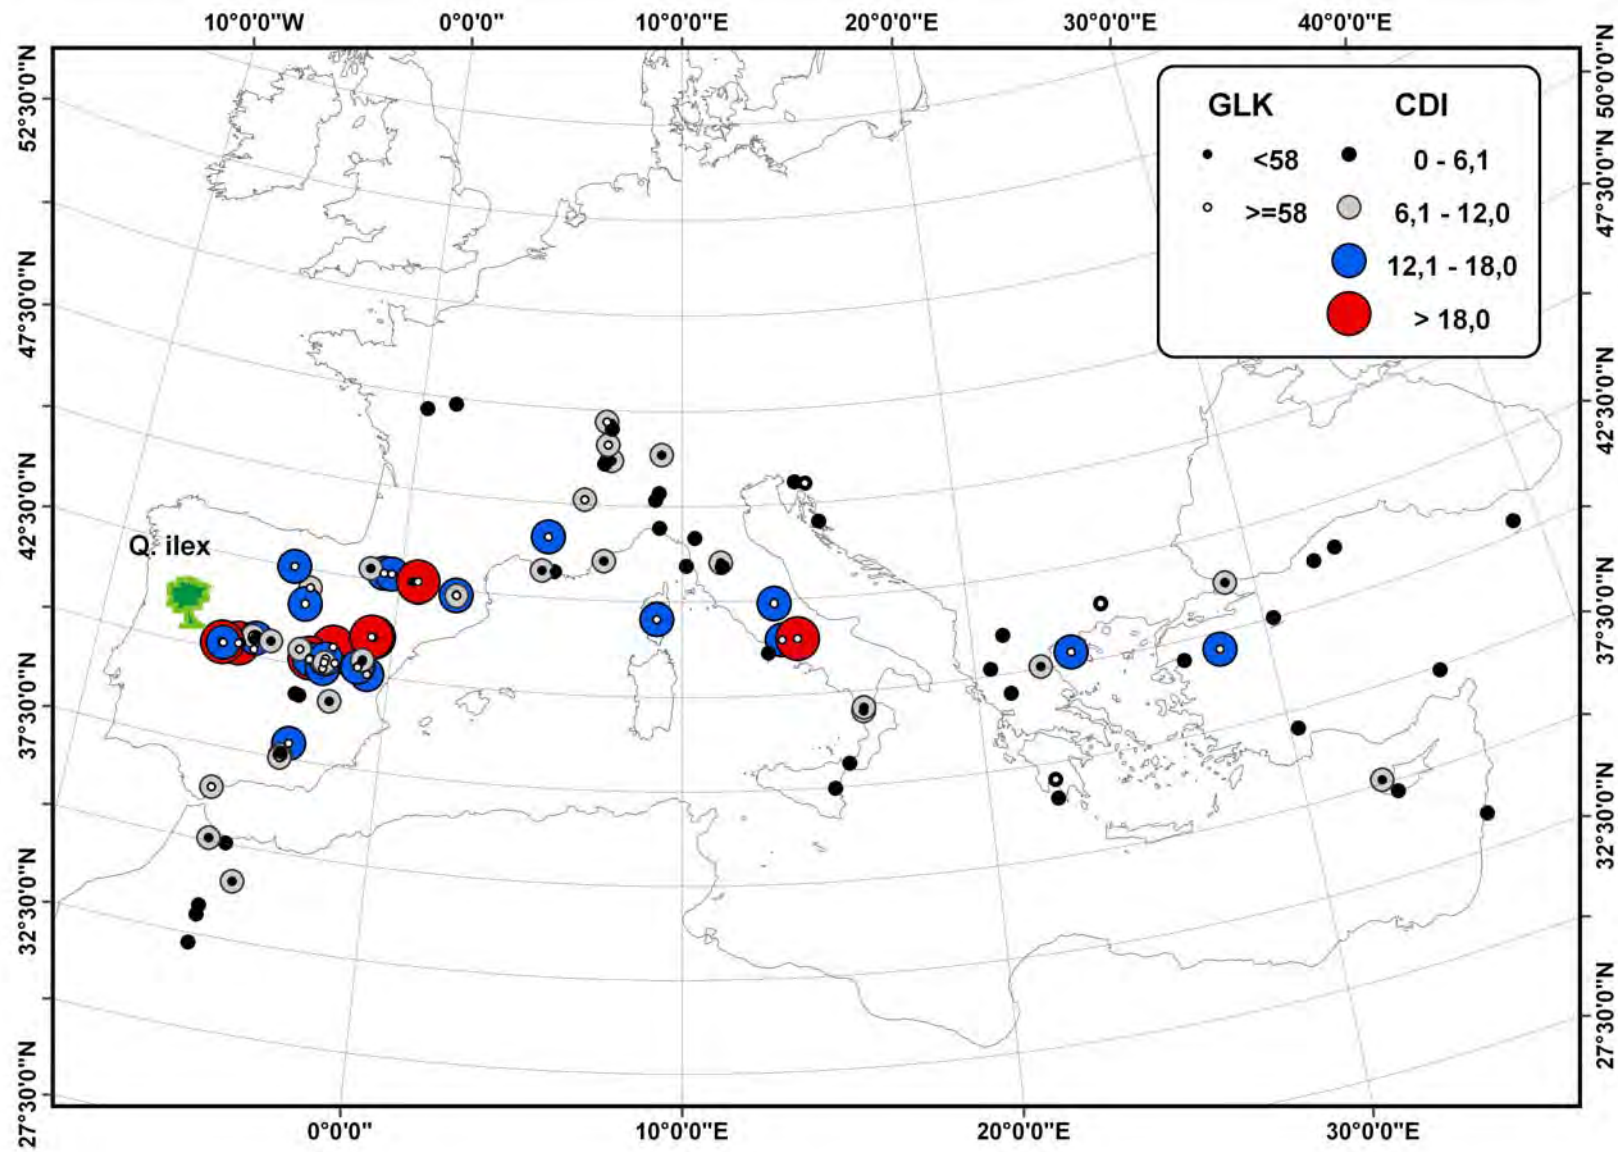 10°0'0"W 0°0'0" 10°0'0"E 20°0'0"E 30°0'0"E 40°0'0"E
52°30'0"N
47°30'0"N
42°30'0"N
37°30'0"N
32°30'0"N
27°30'0"N
GLK CDI
<58 0 - 6,1
>=58 6,1 - 12,0
12,1 - 18,0
> 18,0
Q. ilex
50°0'0"N
47°30'0"N
42°30'0"N
37°30'0"N
32°30'0"N
27°30'0"N
0°0'0" 10°0'0"E 20°0'0"E 30°0'0"E